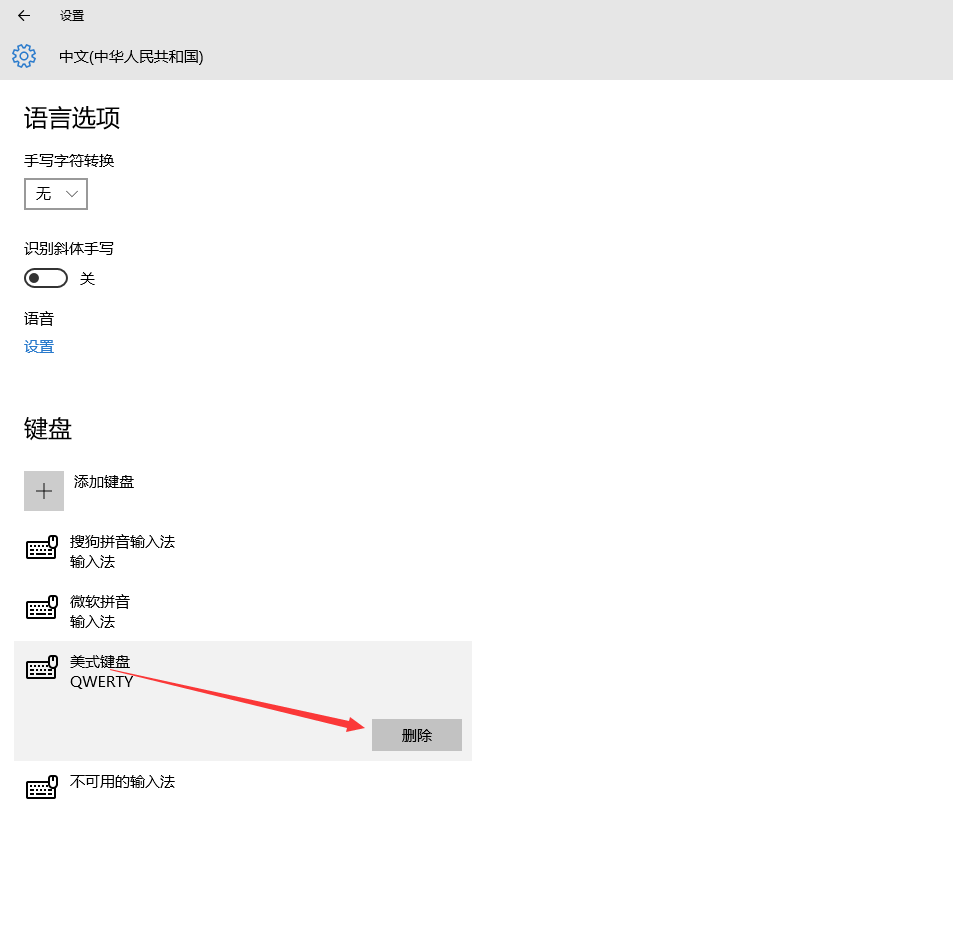 设置
中文(中华人民共和国)
语言选项
手写字符转换
无
识别斜体手写
关
语音
设置
键盘
添加键盘
搜狗拼音输入法
输入法
微软拼音
输入法
美式键盘
QWERTY
删除
不可用的输入法